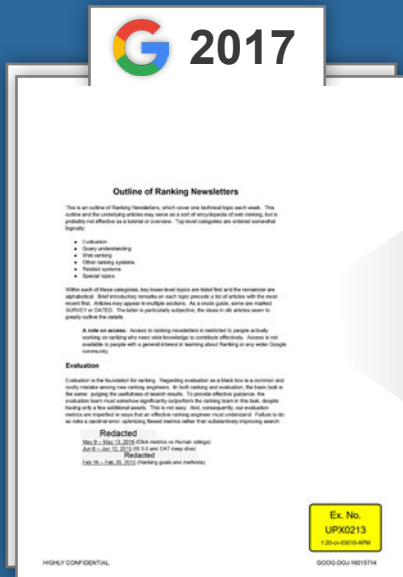 G 2017
Outline of Ranking Newsletters
This is an outline of Ranking Newsletters, which cover one technical topic each week. This
outline and the underlying articles may serve as a sort of encyclopedia of web ranking, but is
probably not effective as a tutorial or overview. Top level categories are ordered somewhat
logically:
● Evaluation
● Query understanding
● Web ranking
● Other ranking systems
● Related systems
● Special topics
Within each of these categories, key lower level topics are listed first and the remainder are
alphabetical. Brief introductory remarks on each topic precede a list of articles with the most
recent first. Articles may appear in multiple sections. As a crude guide, some are marked
SURVEY or DATED. The latter is particularly subjective, the ideas in old articles seem to
greatly outlive the details.
A note on access: Access to ranking newsletters is restricted to people actively
working on ranking who need wide knowledge to contribute effectively. Access is not
available to people with a general interest in learning about Ranking or any wider Google
community.
Evaluation
Evaluation is the foundation for ranking. Regarding evaluation as a black box is a common and
costly mistake among new ranking engineers. In both ranking and evaluation, the basic task is
the same: judging the usefulness of search results. To provide effective guidance, the
evaluation team must somehow significantly outperform the ranking team in this task, despite
having only a few additional assets. This is not easy. And, consequently, our evaluation
metrics are imperfect in ways that an effective ranking engineer must understand. Failure to do
so risks a cardinal error: optimizing flawed metrics rather than substantively improving search.
Redacted
May 9 – May 13, 2016 (Click metrics vs Human ratings)
Jun 8 – Jun 12, 2015 (IS 3.0 and EAT deep dive)
Redacted
Feb 16 – Feb 20, 2015 (Ranking goals and methods)
Ex. No.
UPX0213
1:20-cv-03010-APM
HIGHLY CONFIDENTIAL
GOOG-DOJ-16015714